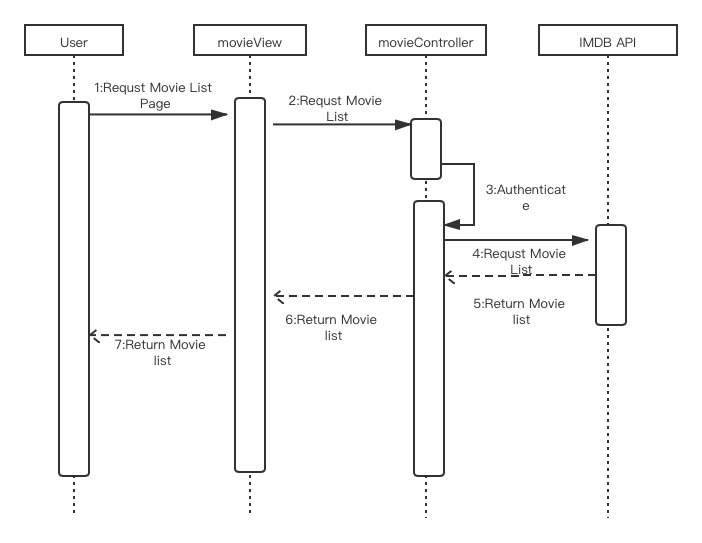 User
movieView
movieController
IMDB API
1:Requst Movie List
Page
2:Requst Movie
List
3:Authenticat
e
4:Requst Movie
List
5:Return Movie
list
6:Return Movie
list
7:Return Movie
list